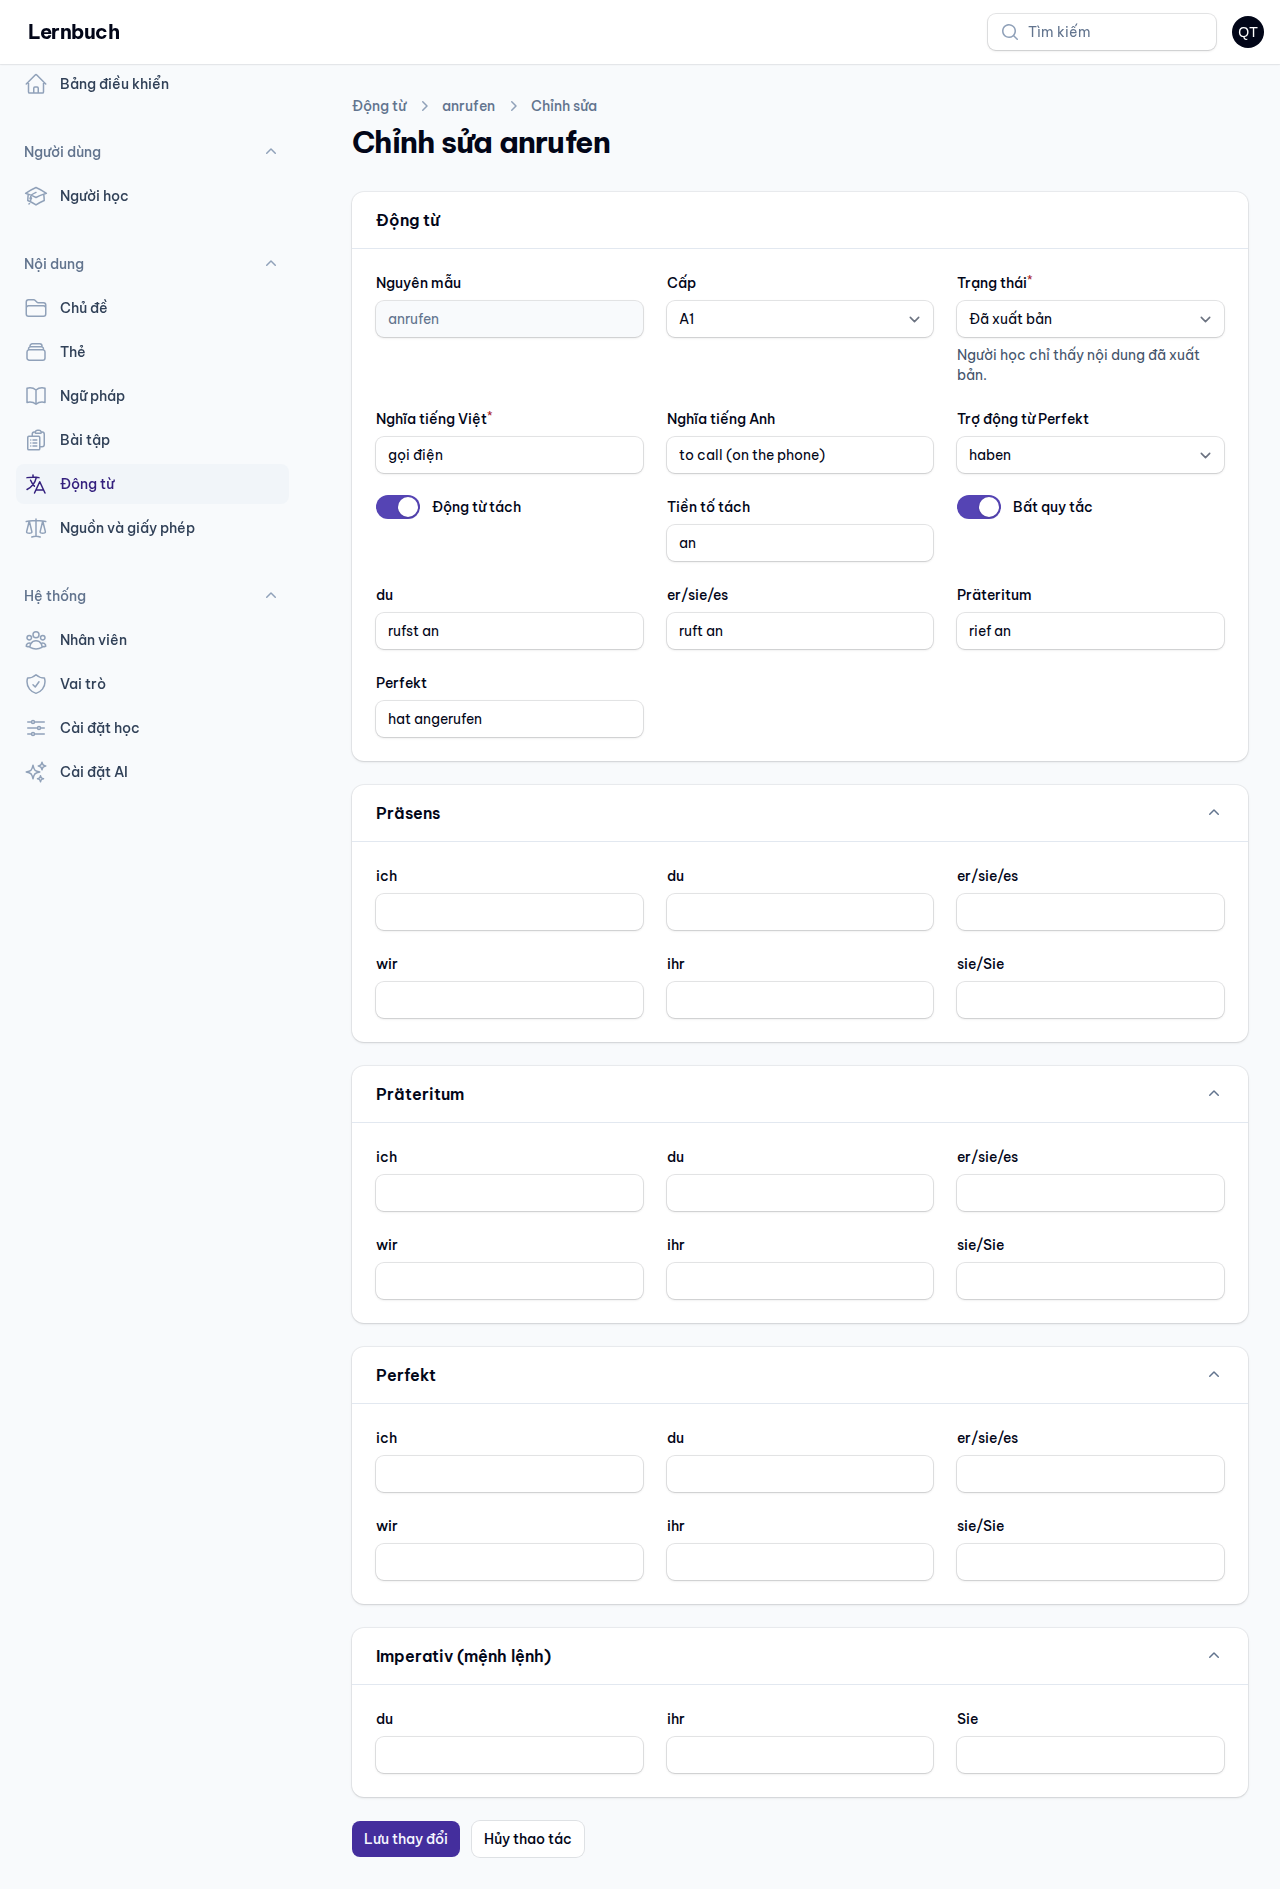 Lernbuch
Tìm kiếm
QT
Bảng điều khiển
Người dùng
Người học
Nội dung
Chủ đề
Thẻ
Ngữ pháp
Bài tập
Động từ
Nguồn và giấy phép
Hệ thống
Nhân viên
Vai trò
Cài đặt học
Cài đặt AI
Động từ > anrufen > Chỉnh sửa
Chỉnh sửa anrufen
Động từ
Nguyên mẫu Cấp Trạng thái*
anrufen A1 Đã xuất bản
Người học chỉ thấy nội dung đã xuất
bản.
Nghĩa tiếng Việt* Nghĩa tiếng Anh Trợ động từ Perfekt
gọi điện to call (on the phone) haben
Động từ tách Tiền tố tách Bất quy tắc
an
du er/sie/es Präteritum
rufst an ruft an rief an
Perfekt
hat angerufen
Präsens
ich du er/sie/es
wir ihr sie/Sie
Präteritum
ich du er/sie/es
wir ihr sie/Sie
Perfekt
ich du er/sie/es
wir ihr sie/Sie
Imperativ (mệnh lệnh)
du ihr Sie
Lưu thay đổi Hủy thao tác